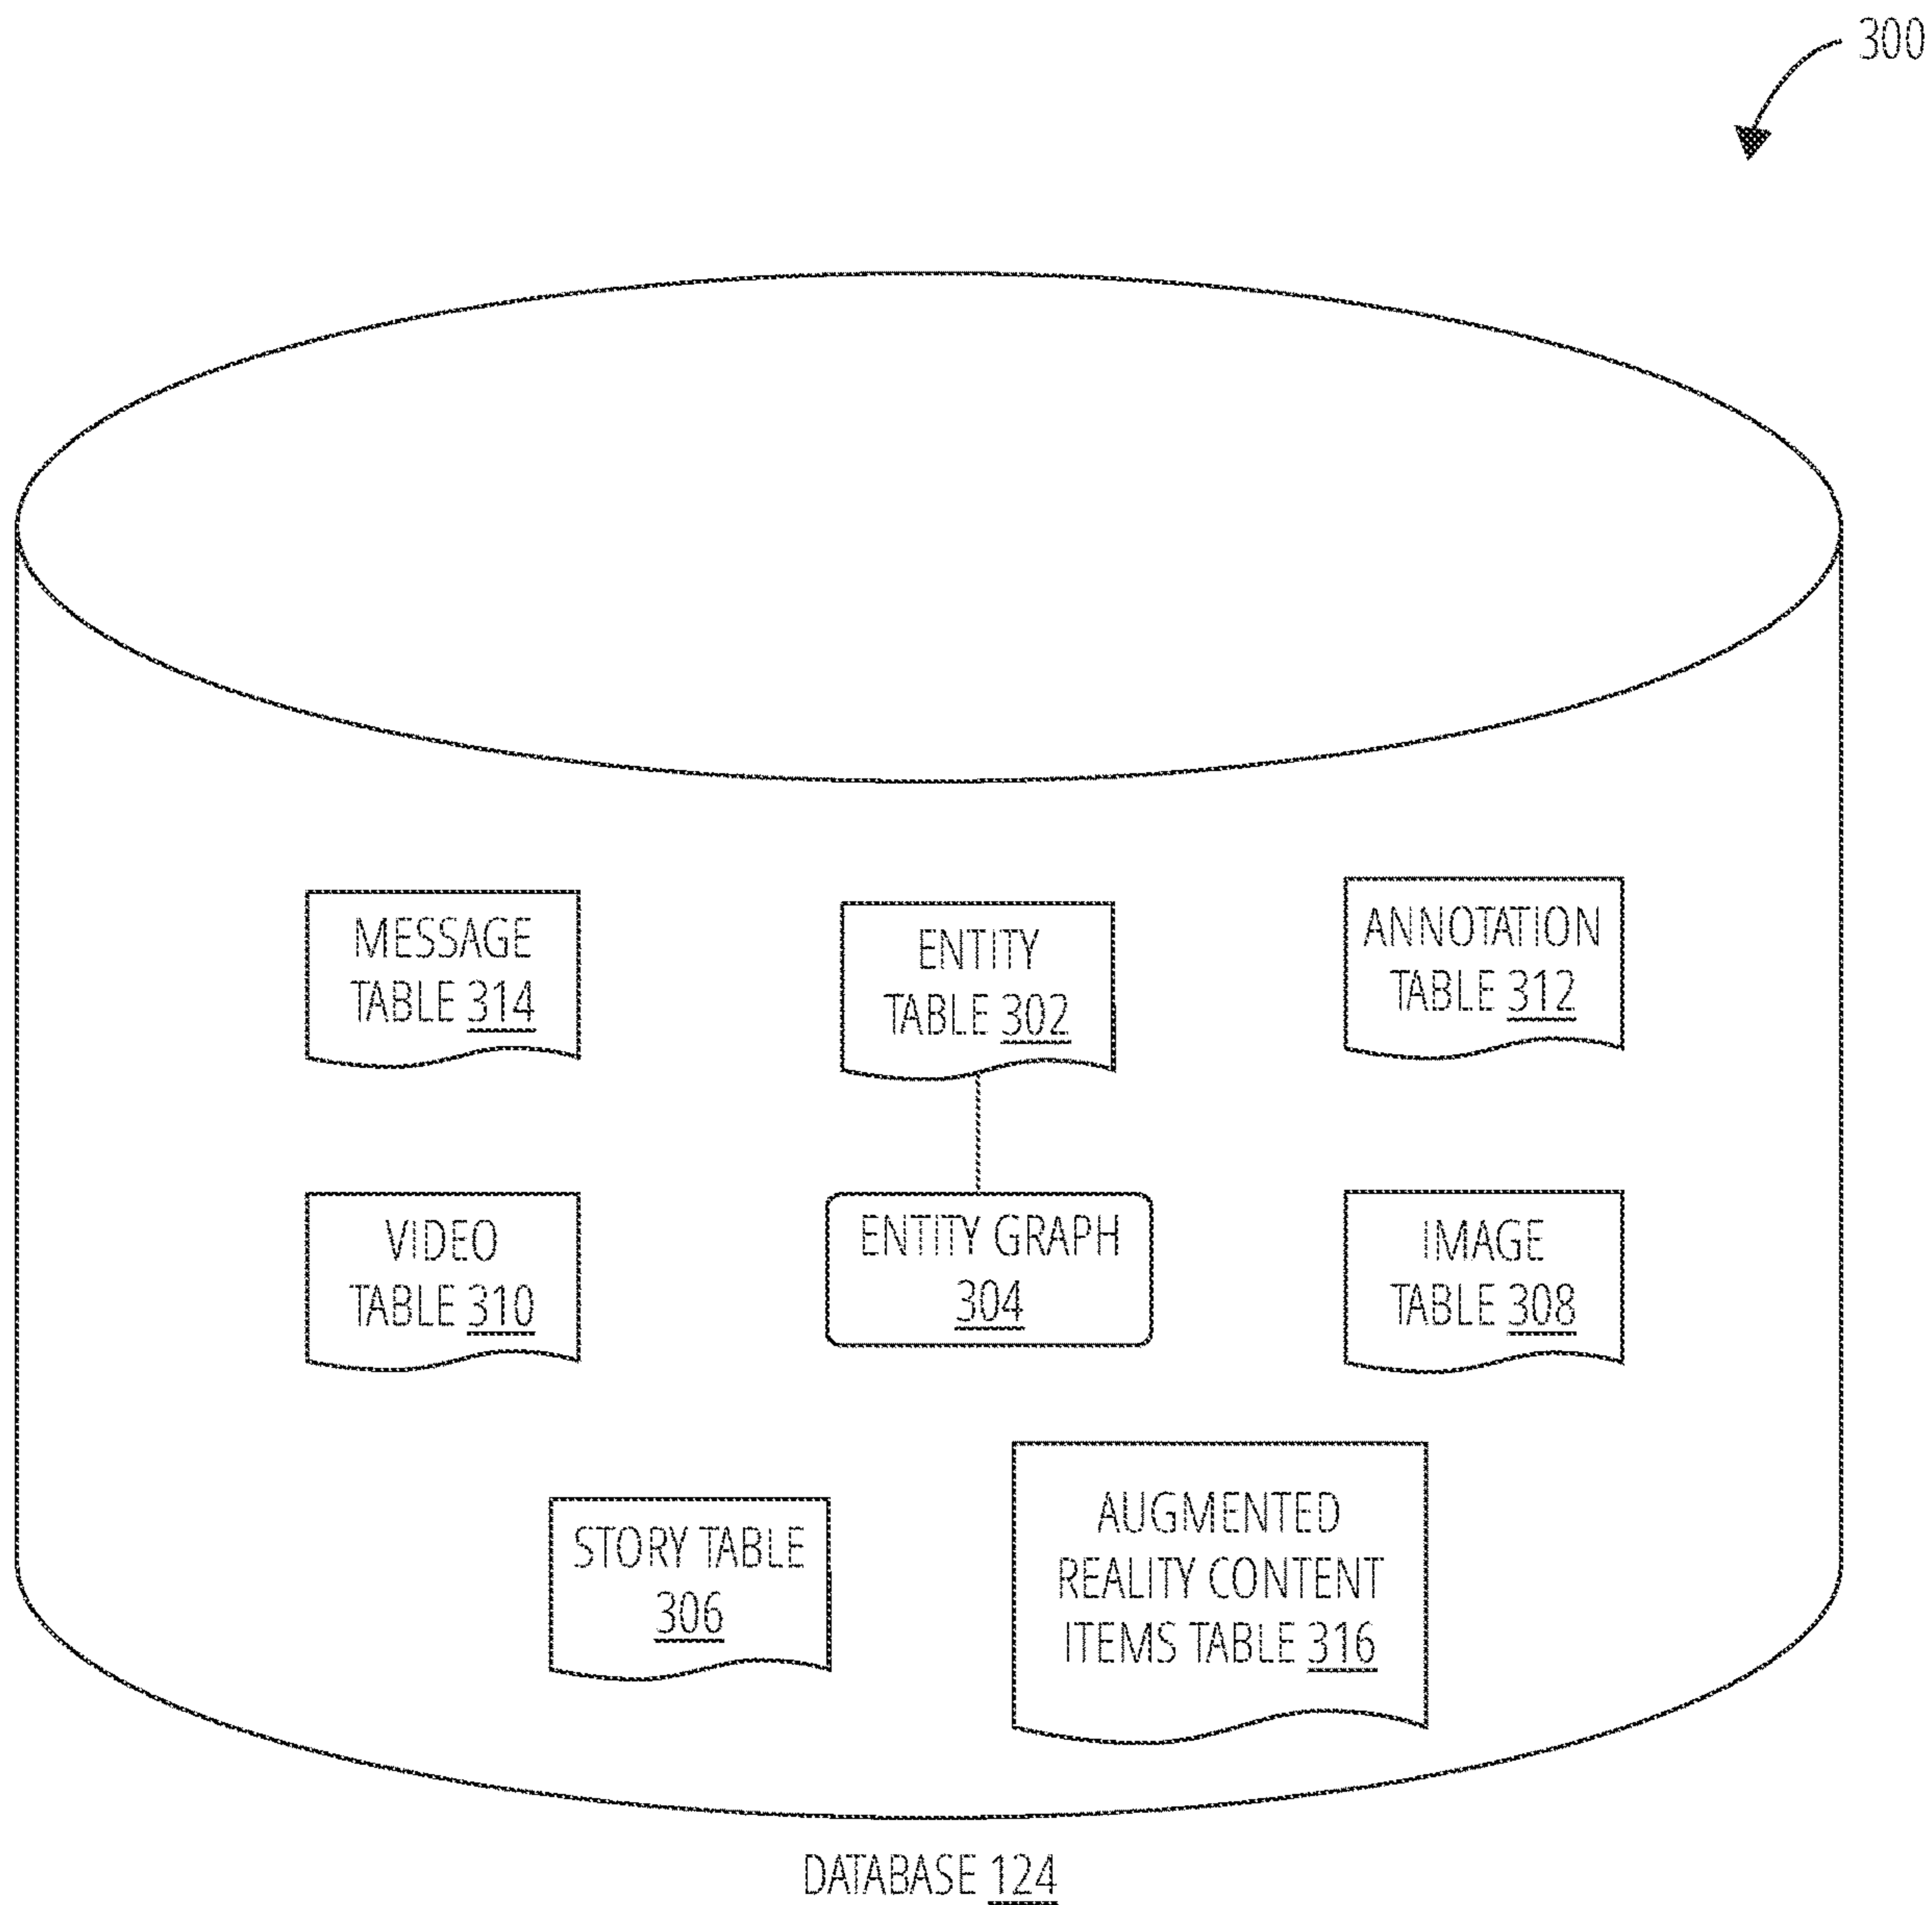 300
MESSAGE
TABLE 314
ENTITY
TABLE 302
ANNOTATION
TABLE 312
VIDEO
TABLE 310
ENTITY GRAPH
304
IMAGE
TABLE 308
STORY TABLE
306
AUGMENTED
REALITY CONTENT
ITEMS TABLE 316
DATABASE 124